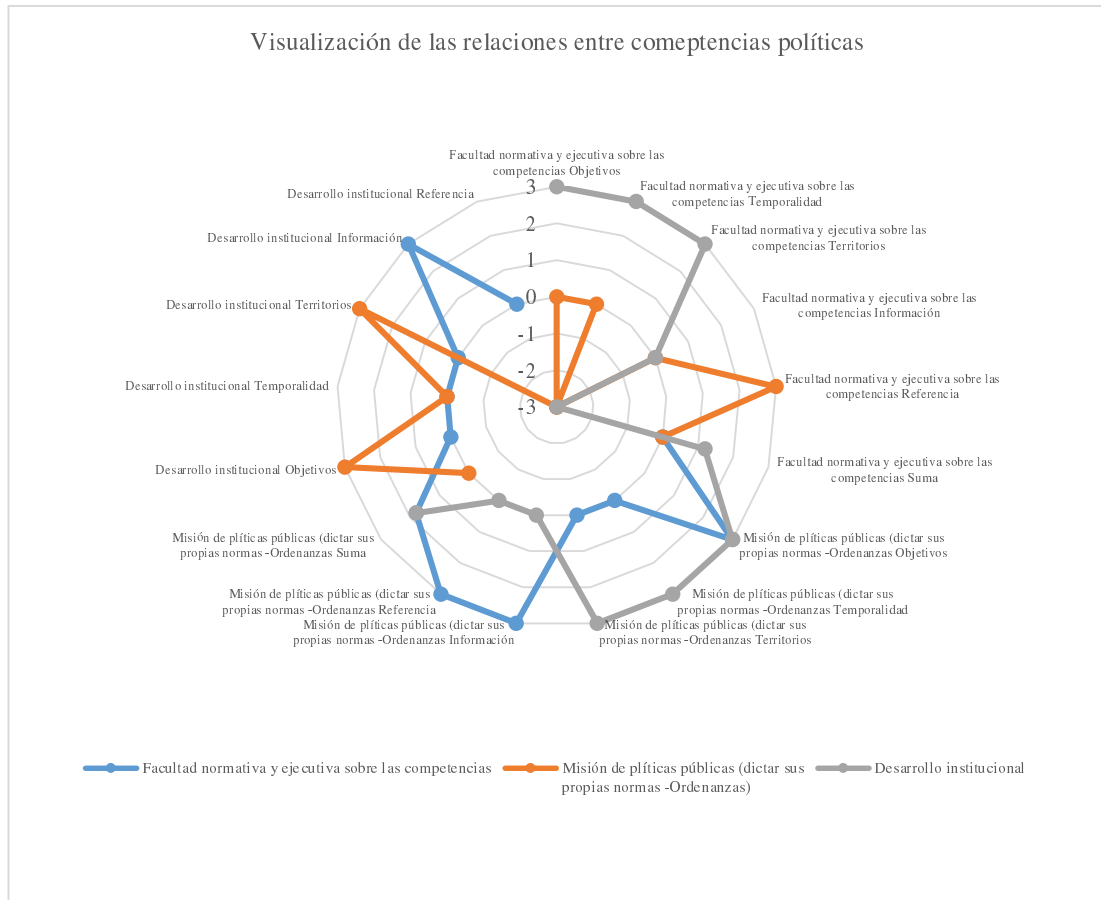 Visualización de las relaciones entre comeptencias políticas
Facultad normativa y ejecutiva sobre las
competencias Objetivos
Facultad normativa y ejecutiva sobre las
competencias Temporalidad
Facultad normativa y ejecutiva sobre las
competencias Territorios
Facultad normativa y ejecutiva sobre las
competencias Información
Facultad normativa y ejecutiva sobre las
competencias Referencia
Facultad normativa y ejecutiva sobre las
competencias Suma
Misión de plíticas públicas (dictar sus
propias normas -Ordenanzas Objetivos
Misión de plíticas públicas (dictar sus
propias normas -Ordenanzas Temporalidad
Misión de plíticas públicas (dictar sus
propias normas -Ordenanzas Territorios
Misión de plíticas públicas (dictar sus
propias normas -Ordenanzas Información
Misión de plíticas públicas (dictar sus
propias normas -Ordenanzas Referencia
Misión de plíticas públicas (dictar sus
propias normas -Ordenanzas Suma
Desarrollo institucional Objetivos
Desarrollo institucional Temporalidad
Desarrollo institucional Territorios
Desarrollo institucional Información
Desarrollo institucional Referencia
3
2
1
0
-1
-2
-3
Facultad normativa y ejecutiva sobre las competencias
Misión de plíticas públicas (dictar sus
propias normas -Ordenanzas)
Desarrollo institucional